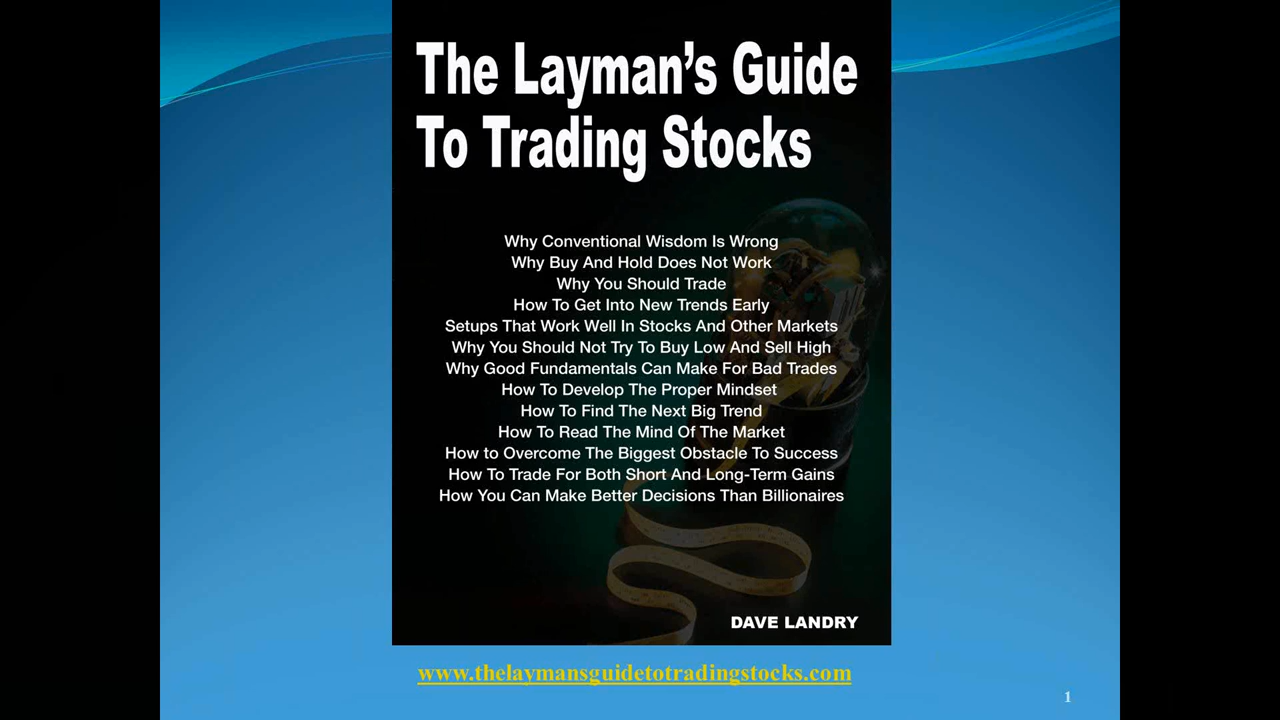 The Layman's Guide
To Trading Stocks
Why Conventional Wisdom Is Wrong
Why Buy And Hold Does Not Work
Why You Should Trade
How To Get Into New Trends Early
Setups That Work Well In Stocks And Other Markets
Why You Should Not Try To Buy Low And Sell High
Why Good Fundamentals Can Make For Bad Trades
How To Develop The Proper Mindset
How To Find The Next Big Trend
How To Read The Mind Of The Market
How to Overcome The Biggest Obstacle To Success
How To Trade For Both Short And Long-Term Gains
How You Can Make Better Decisions Than Billionaires
DAVE LANDRY
www.thelaymansguidetotradingstocks.com
1